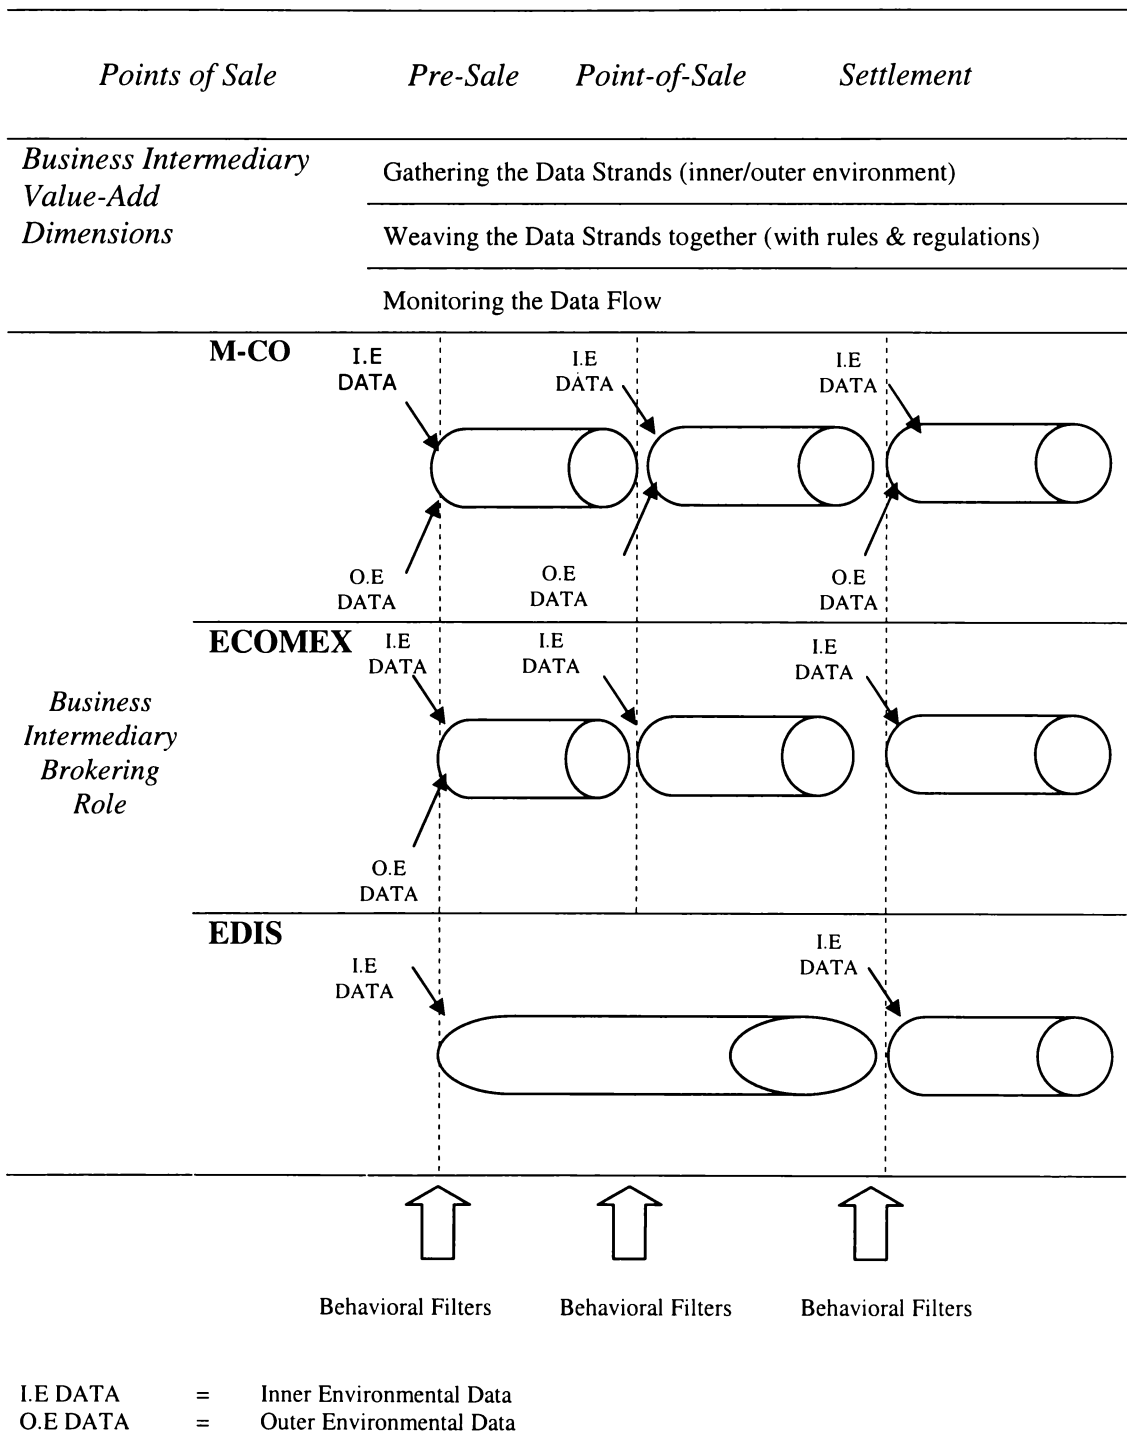 Points of Sale Pre-Sale Point-of-Sale Settlement
Business Intermediary
Value-Add
Dimensions
Gathering the Data Strands (inner/outer environment)
Weaving the Data Strands together (with rules & regulations)
Monitoring the Data Flow
M-CO
I.E
DATA
I.E
DATA
I.E
DATA
O.E
DATA
O.E
DATA
O.E
DATA
Business
Intermediary
Brokering
Role
ECOMEX
I.E
DATA
I.E
DATA
I.E
DATA
O.E
DATA
EDIS
I.E
DATA
I.E
DATA
Behavioral Filters Behavioral Filters Behavioral Filters
I.E DATA = Inner Environmental Data
O.E DATA = Outer Environmental Data